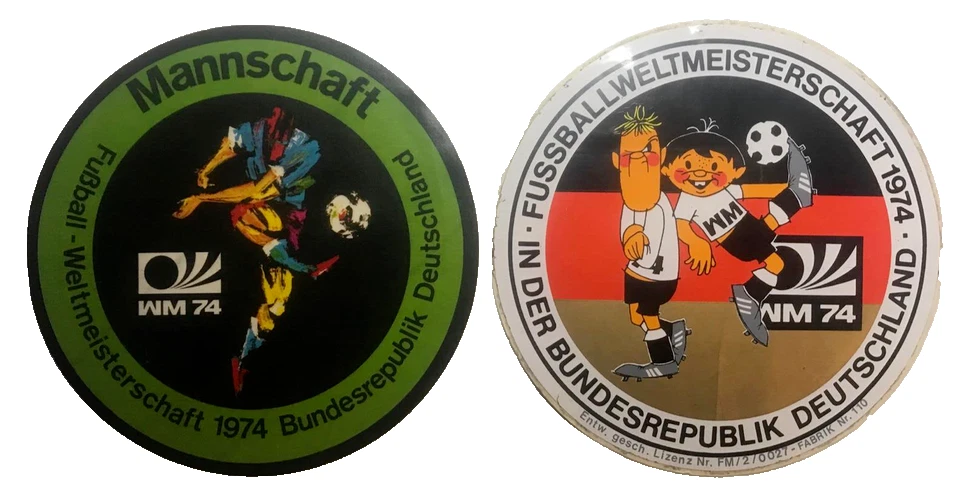 Mannschaft
Fußball-Weltmeisterschaft 1974 Bundesrepublik Deutschland
WM 74
· FUSSBALLWELTMEISTERSCHAFT 1974 ·
IN DER BUNDESREPUBLIK DEUTSCHLAND
WM
4
WM 74
Entw. gesch. Lizenz Nr. FM/2/0027 - FABRIK Nr. 110